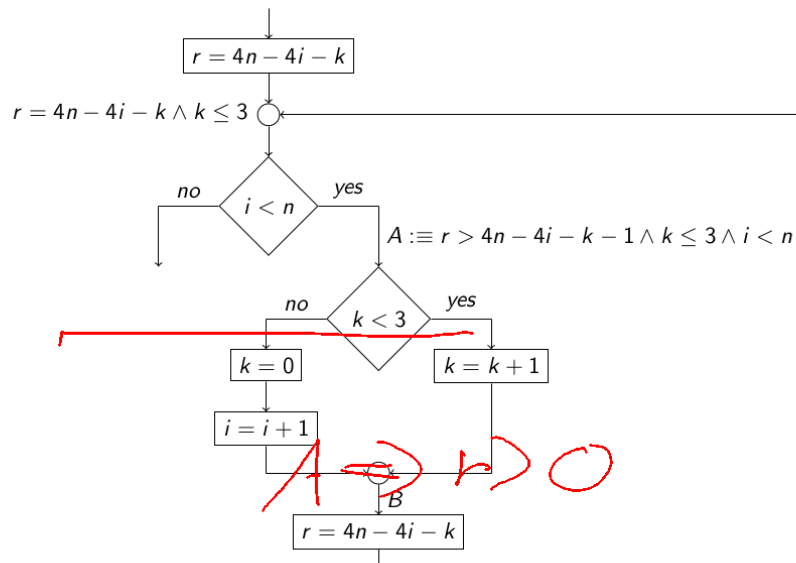 r = 4n − 4i − k
r = 4n − 4i − k ∧ k ≤ 3
no
yes
i < n
A :≡ r > 4n − 4i − k − 1 ∧ k ≤ 3 ∧ i < n
no
yes
k < 3
k = 0
k = k + 1
i = i + 1
A ⇒ r > 0
B
r = 4n − 4i − k